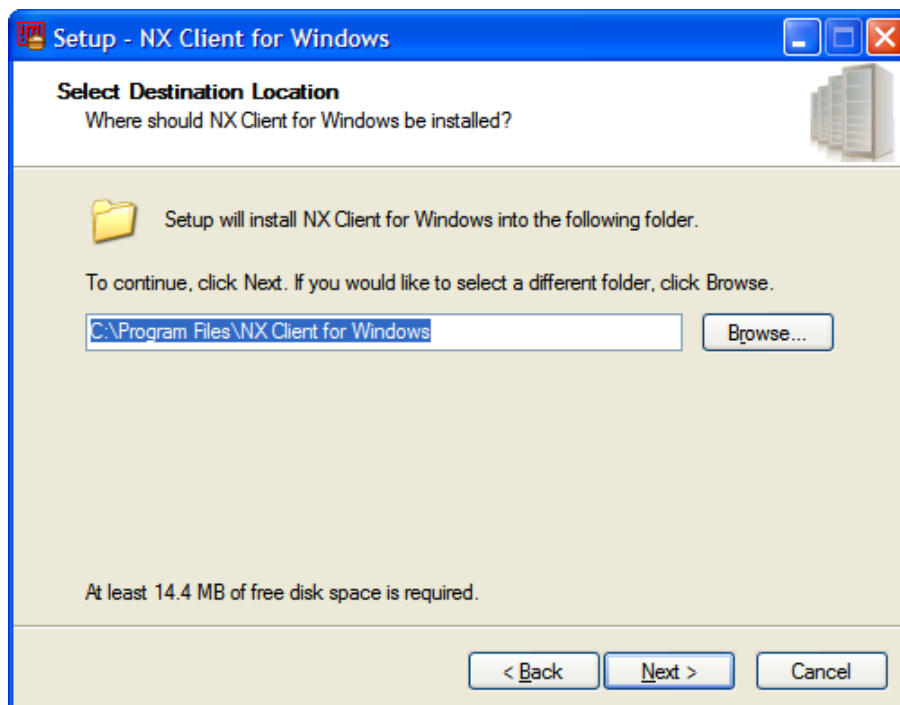 Setup - NX Client for Windows
Select Destination Location
Where should NX Client for Windows be installed?
Setup will install NX Client for Windows into the following folder.
To continue, click Next. If you would like to select a different folder, click Browse.
C:\Program Files\NX Client for Windows
Browse...
At least 14.4 MB of free disk space is required.
< Back
Next >
Cancel